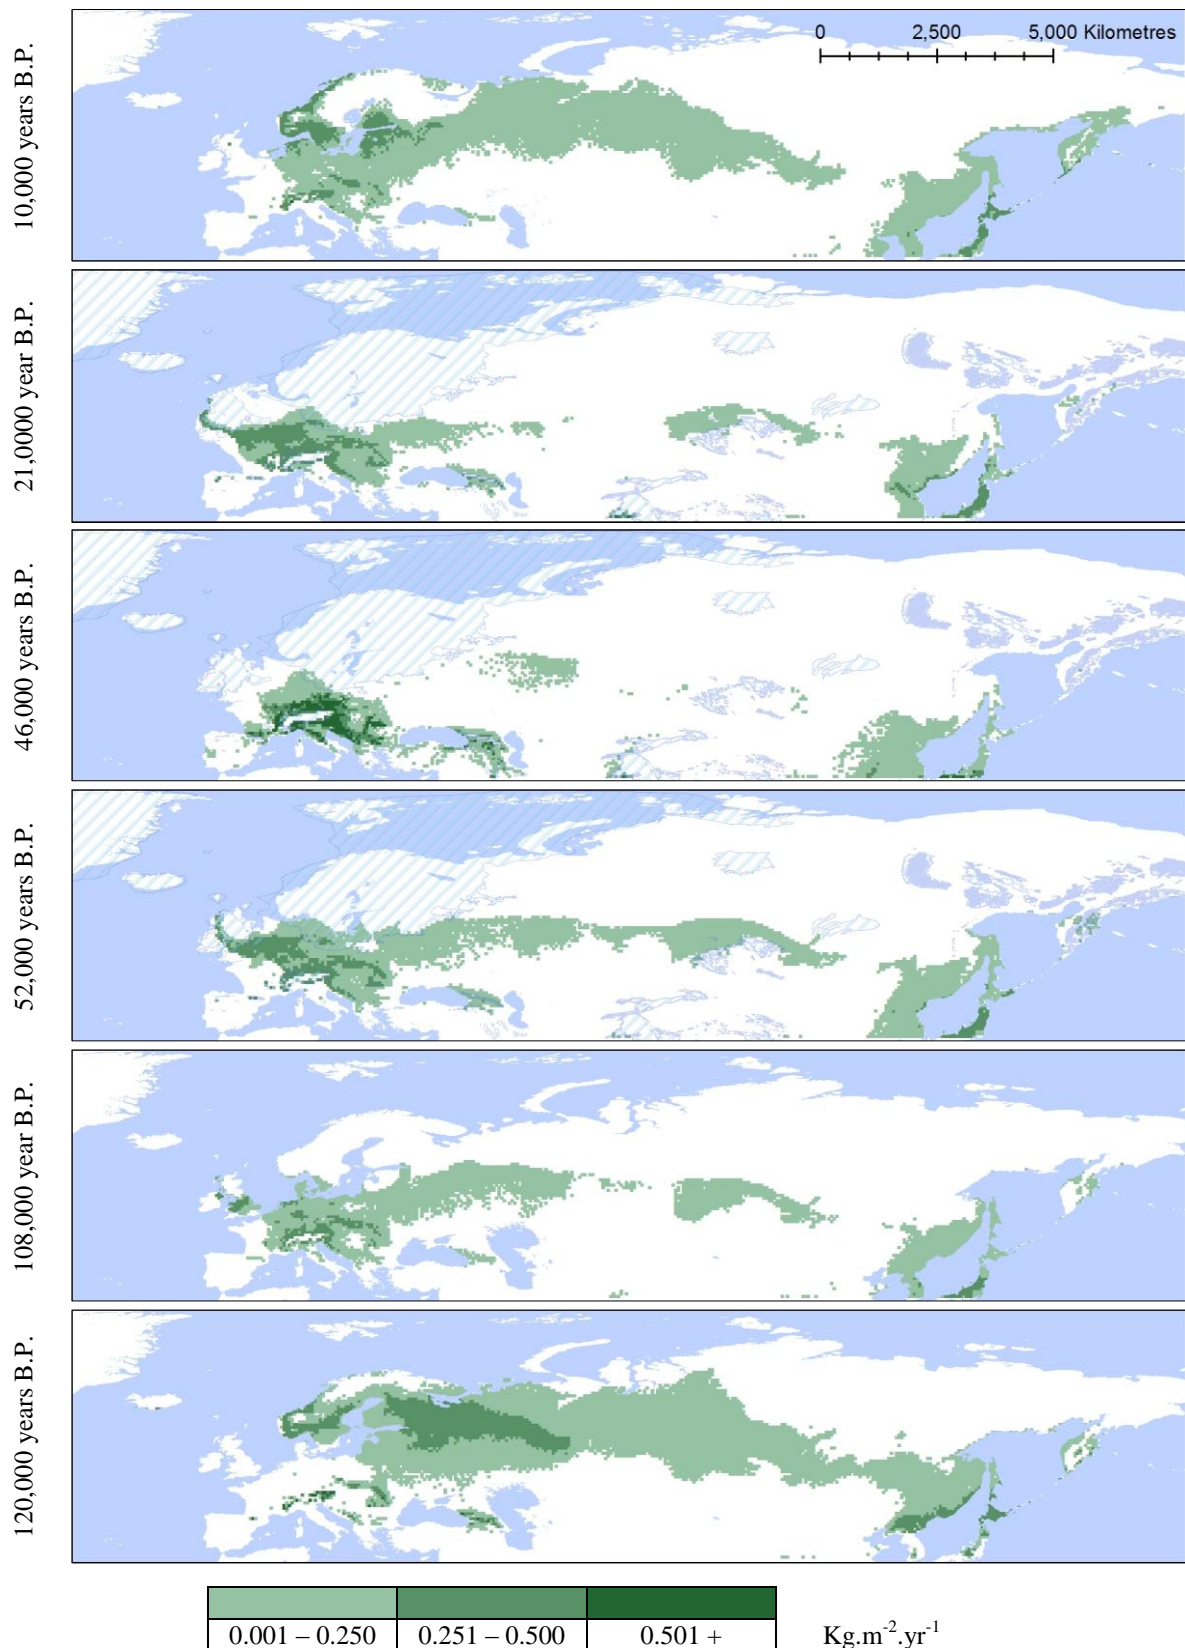 0 2,500 5,000 Kilometres
10,000 years B.P.
21,0000 year B.P.
46,000 years B.P.
52,000 years B.P.
108,000 year B.P.
120,000 years B.P.
0.001 – 0.250 0.251 – 0.500 0.501 + Kg.m⁻².yr⁻¹